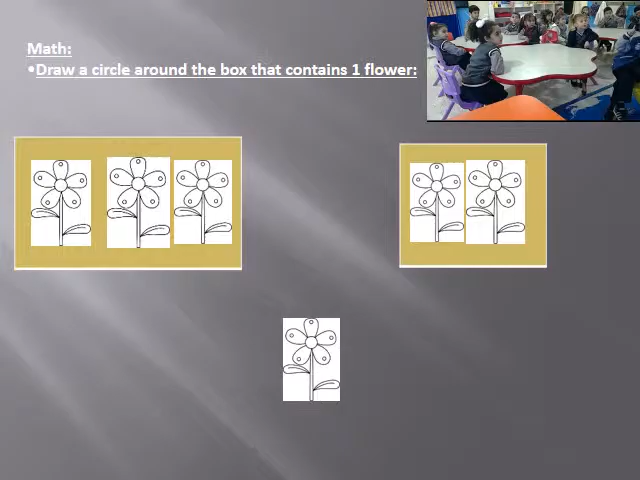 Math:
•Draw a circle around the box that contains 1 flower: